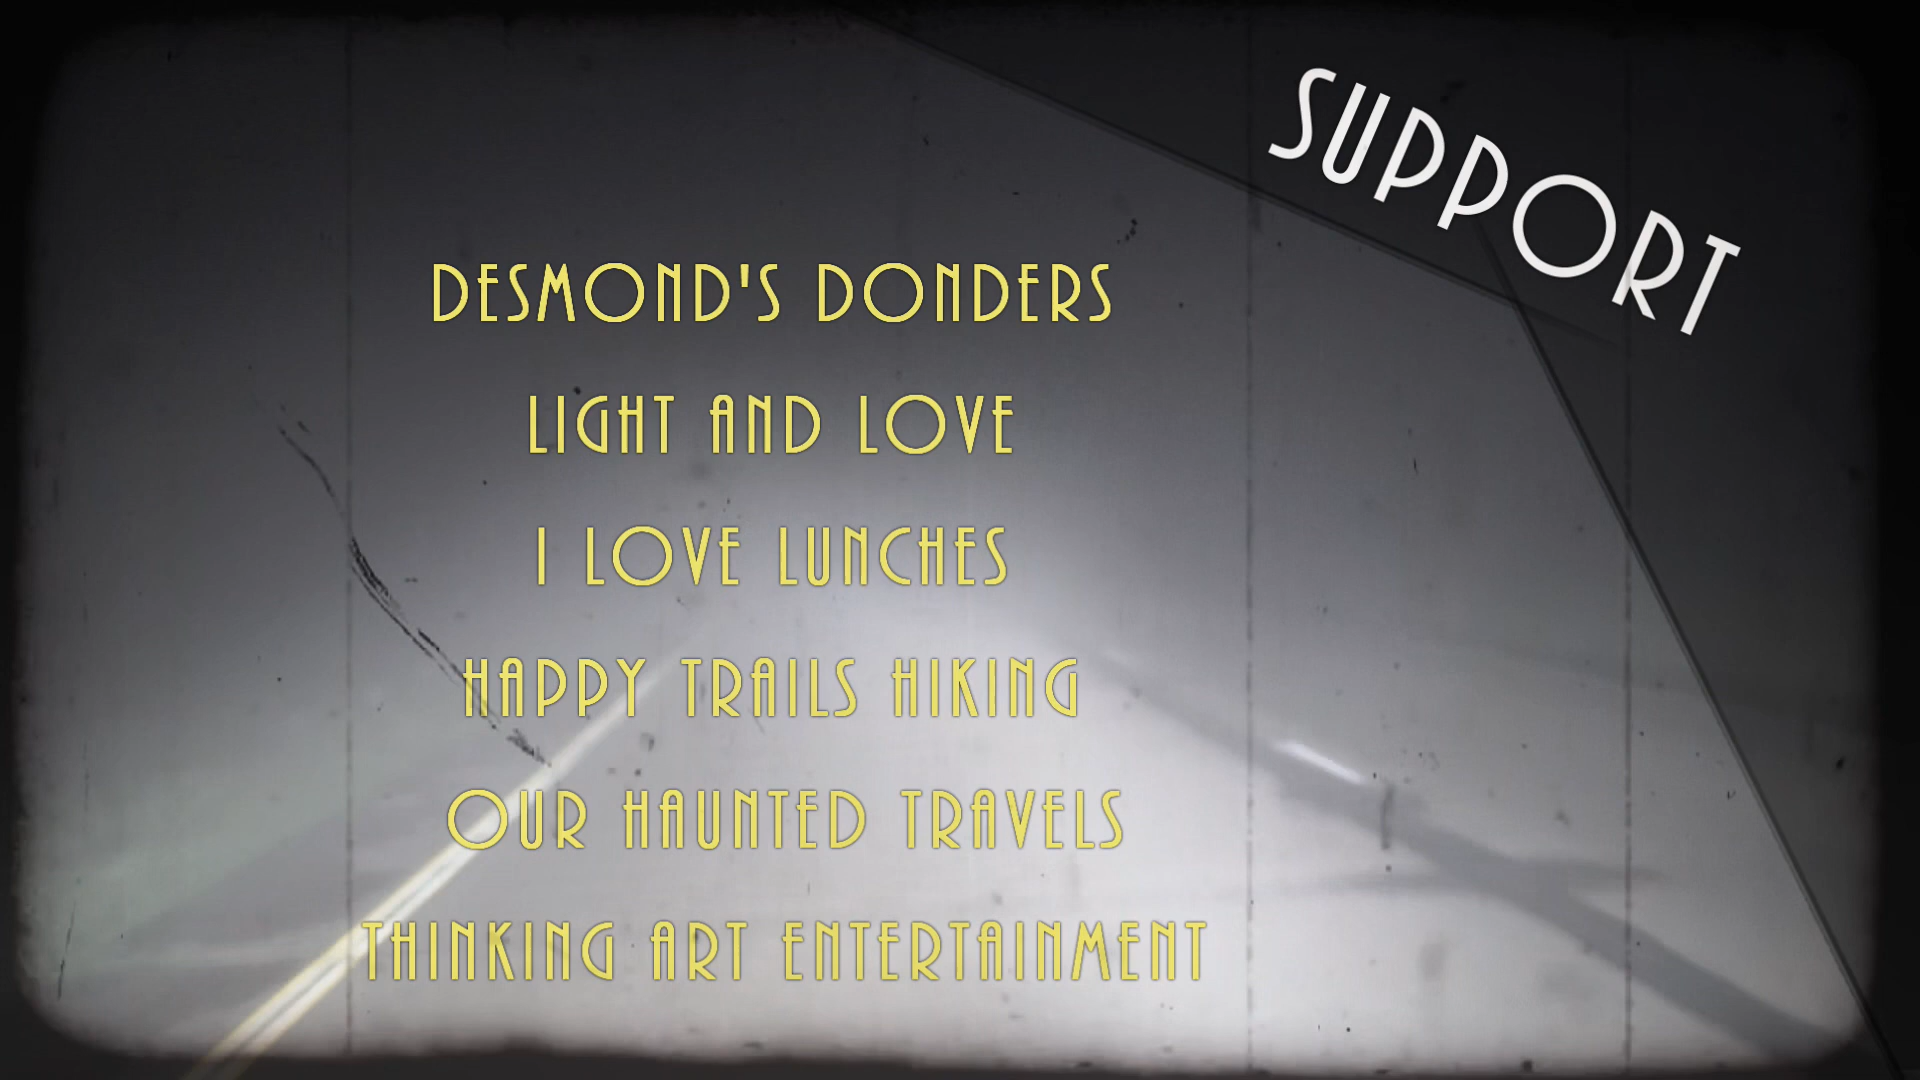 SUPPORT
DESMOND'S DONDERS
LIGHT AND LOVE
I LOVE LUNCHES
HAPPY TRAILS HIKING
OUR HAUNTED TRAVELS
THINKING ART ENTERTAINMENT